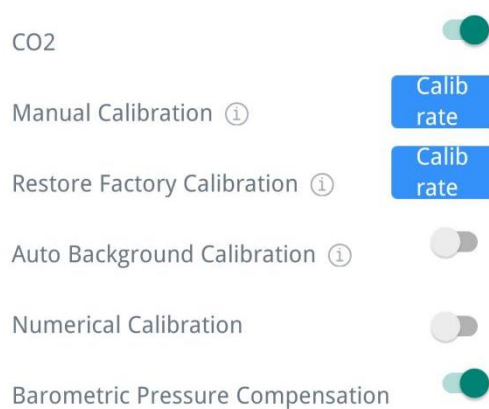 CO2
Manual Calibration ⓘ
Calib
rate
Restore Factory Calibration ⓘ
Calib
rate
Auto Background Calibration ⓘ
Numerical Calibration
Barometric Pressure Compensation